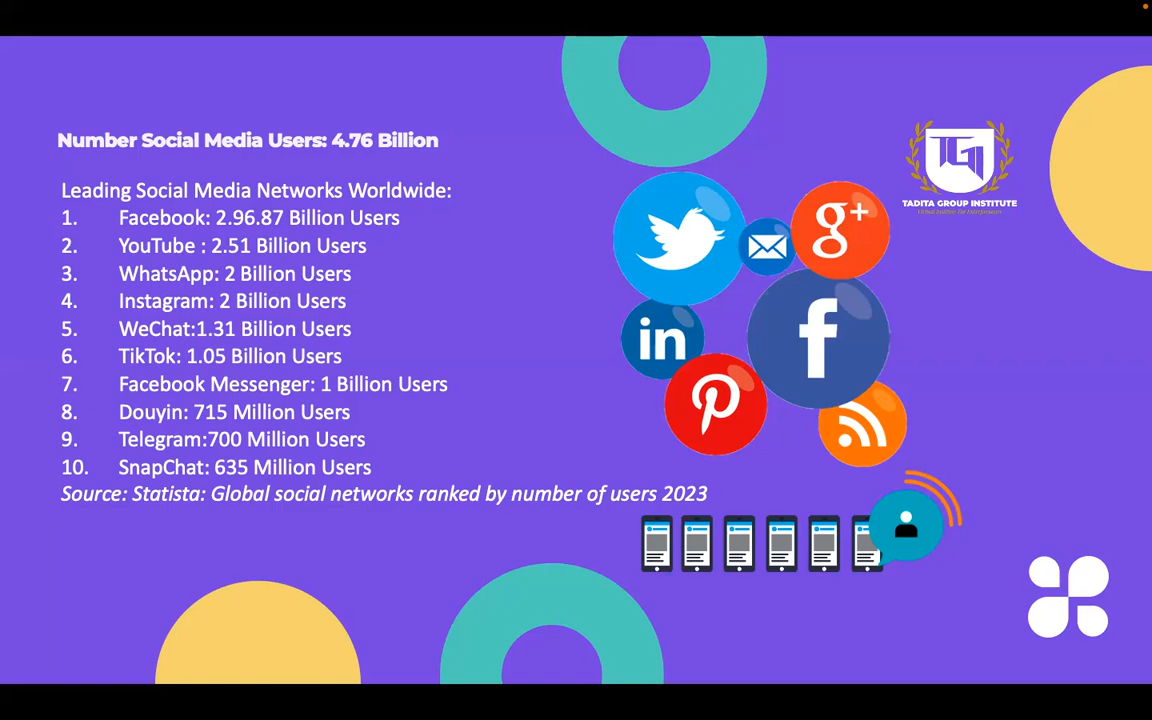 Number Social Media Users: 4.76 Billion
Leading Social Media Networks Worldwide:
1. Facebook: 2.96.87 Billion Users
2. YouTube : 2.51 Billion Users
3. WhatsApp: 2 Billion Users
4. Instagram: 2 Billion Users
5. WeChat:1.31 Billion Users
6. TikTok: 1.05 Billion Users
7. Facebook Messenger: 1 Billion Users
8. Douyin: 715 Million Users
9. Telegram:700 Million Users
10. SnapChat: 635 Million Users
Source: Statista: Global social networks ranked by number of users 2023
g+
in
f
TADITA GROUP INSTITUTE